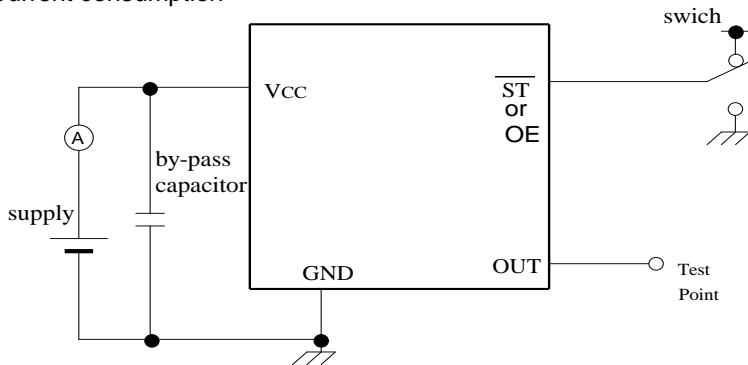 current consumption
swich
VCC
ST
or
OE
A
by-pass
capacitor
supply
OUT
Test
Point
GND